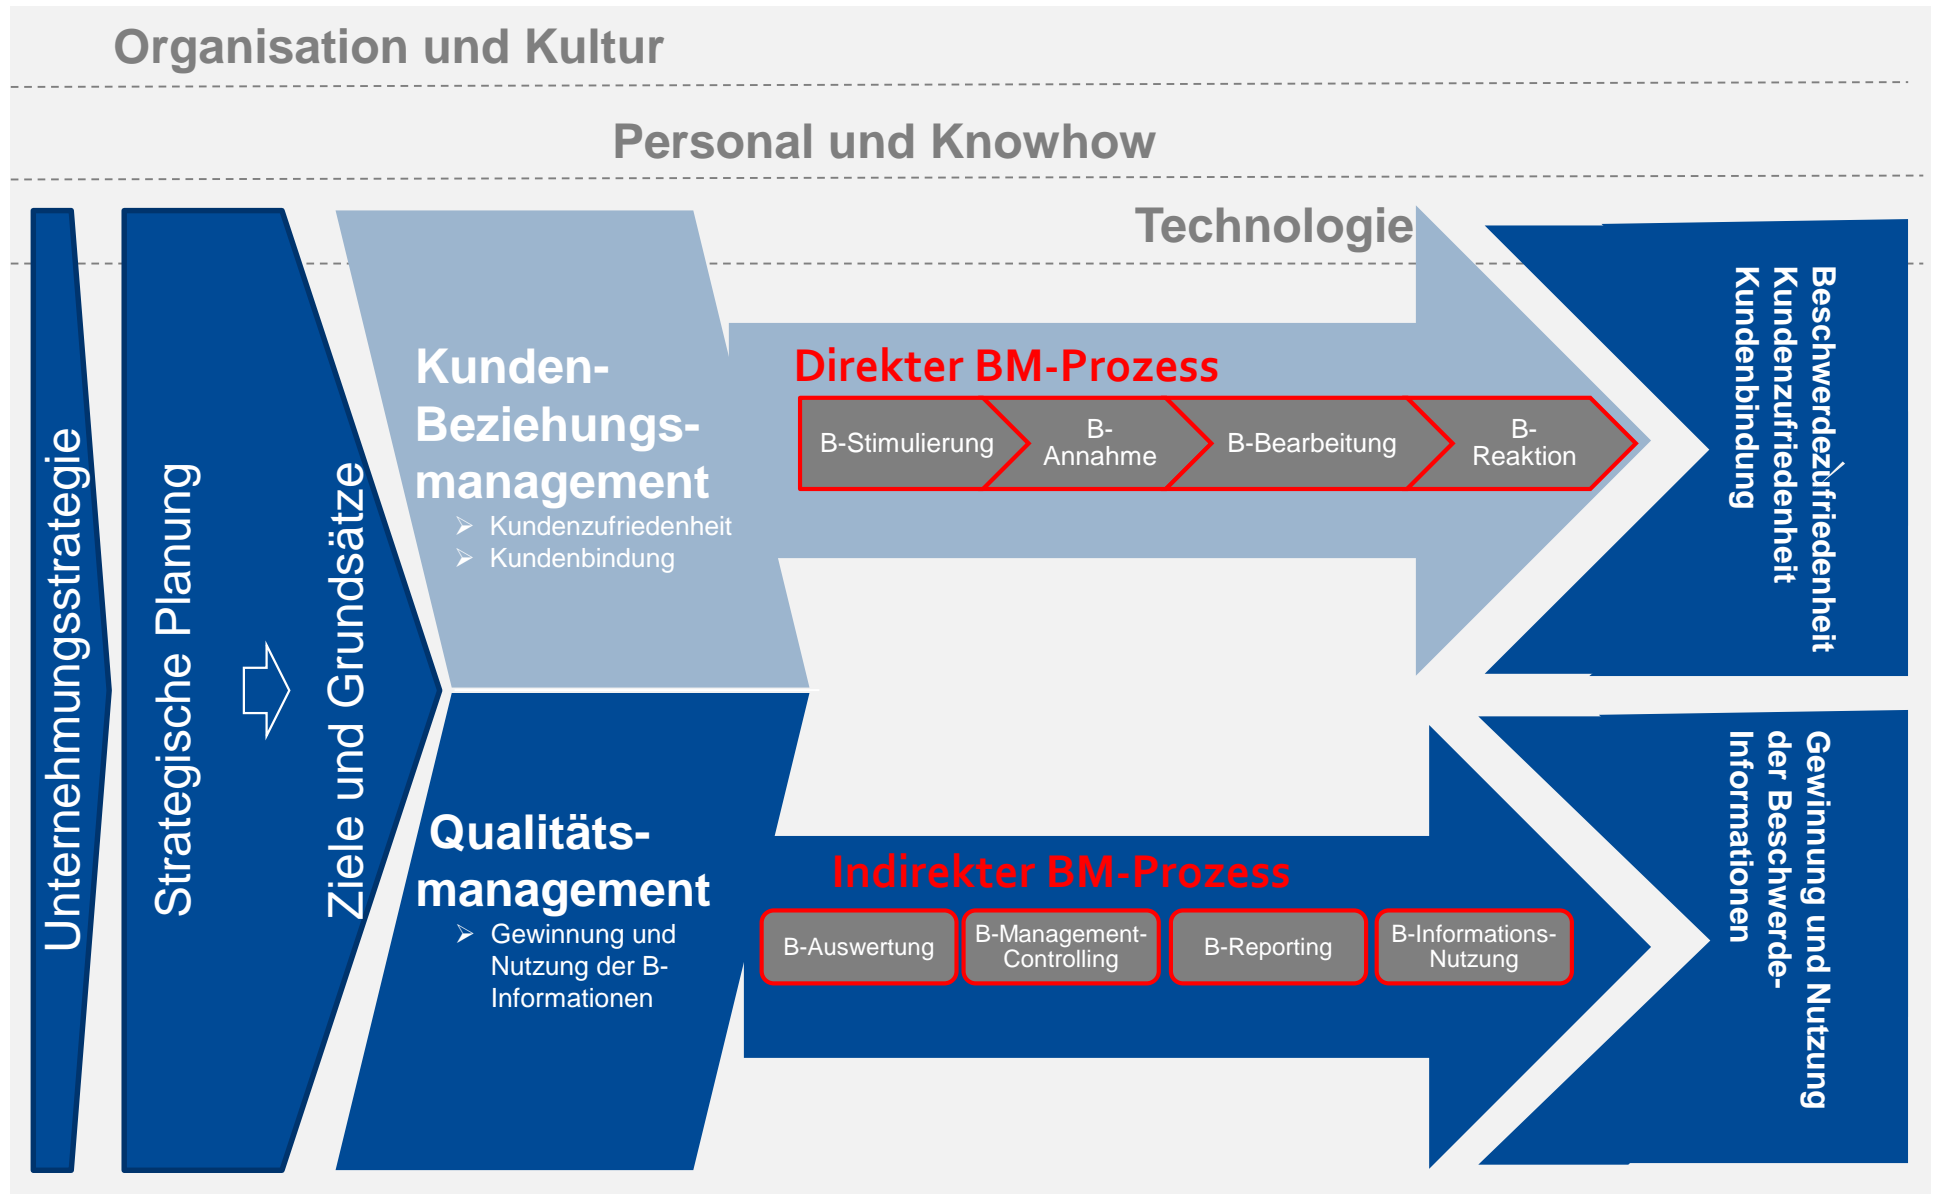 Organisation und Kultur
Personal und Knowhow
Technologie
Unternehmungsstrategie
Strategische Planung
Ziele und Grundsätze
Kunden-
Beziehungs-
management
➢ Kundenzufriedenheit
➢ Kundenbindung
Direkter BM-Prozess
B-Stimulierung
B-
Annahme
B-Bearbeitung
B-
Reaktion
Beschwerdezufriedenheit
Kundenzufriedenheit
Kundenbindung
Qualitäts-
management
➢ Gewinnung und
Nutzung der B-
Informationen
Indirekter BM-Prozess
B-Auswertung
B-Management-
Controlling
B-Reporting
B-Informations-
Nutzung
Gewinnung und Nutzung
der Beschwerde-
Informationen